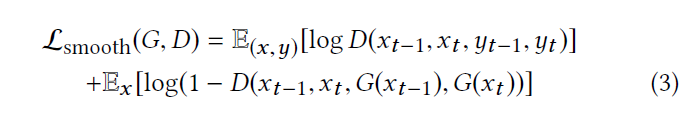 ℒ_smooth(G, D) = 𝔼_(x,y)[log D(x_{t−1}, x_t, y_{t−1}, y_t)]
+𝔼_x[log(1 − D(x_{t−1}, x_t, G(x_{t−1}), G(x_t))] (3)